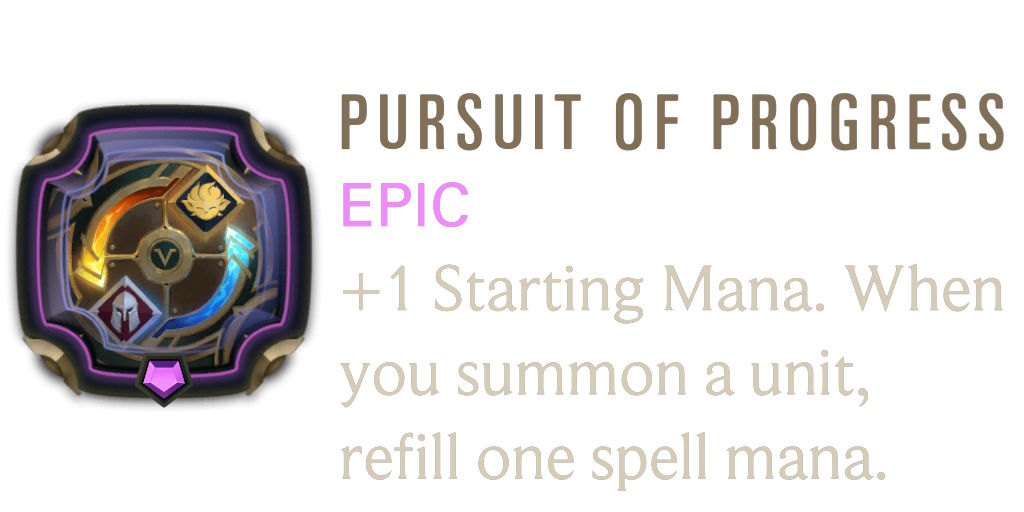 PURSUIT OF PROGRESS
EPIC
+1 Starting Mana. When
you summon a unit,
refill one spell mana.
V